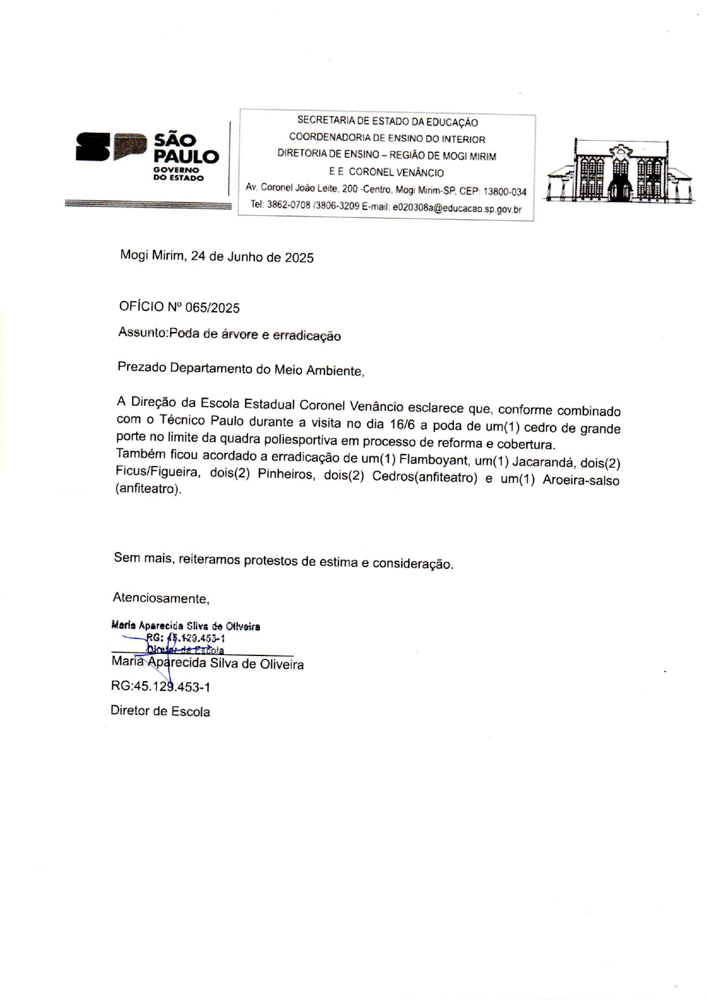 SÃO
PAULO
GOVERNO
DO ESTADO
SECRETARIA DE ESTADO DA EDUCAÇÃO
COORDENADORIA DE ENSINO DO INTERIOR
DIRETORIA DE ENSINO – REGIÃO DE MOGI MIRIM
E E CORONEL VENÂNCIO
Av. Coronel João Leite, 200 -Centro, Mogi Mirim-SP, CEP: 13800-034
Tel: 3862-0708 /3806-3209 E-mail: e020308a@educacao.sp.gov.br
Mogi Mirim, 24 de Junho de 2025
OFÍCIO Nº 065/2025
Assunto:Poda de árvore e erradicação
Prezado Departamento do Meio Ambiente,
A Direção da Escola Estadual Coronel Venâncio esclarece que, conforme combinado
com o Técnico Paulo durante a visita no dia 16/6 a poda de um(1) cedro de grande
porte no limite da quadra poliesportiva em processo de reforma e cobertura.
Também ficou acordado a erradicação de um(1) Flamboyant, um(1) Jacarandá, dois(2)
Ficus/Figueira, dois(2) Pinheiros, dois(2) Cedros(anfiteatro) e um(1) Aroeira-salso
(anfiteatro).
Sem mais, reiteramos protestos de estima e consideração.
Atenciosamente,
Maria Aparecida Silva de Oliveira
RG: 45.129.453-1
Diretor de Escola
Maria Aparecida Silva de Oliveira
RG:45.129.453-1
Diretor de Escola